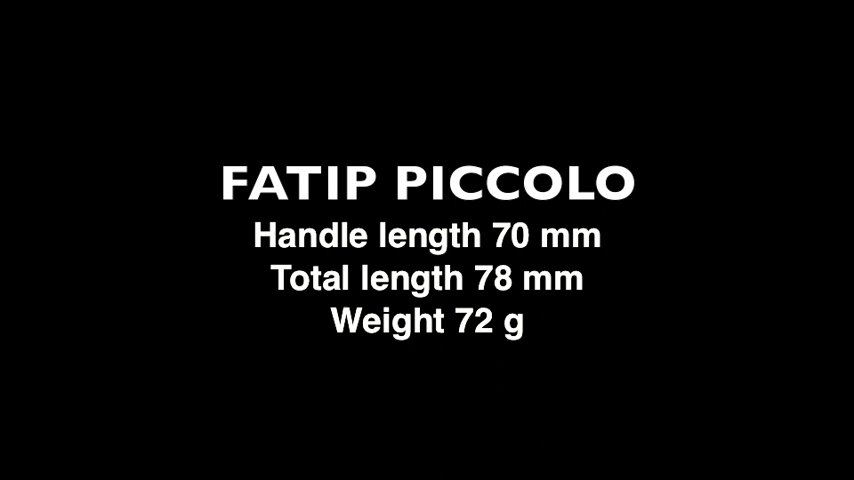 FATIP PICCOLO
Handle length 70 mm
Total length 78 mm
Weight 72 g